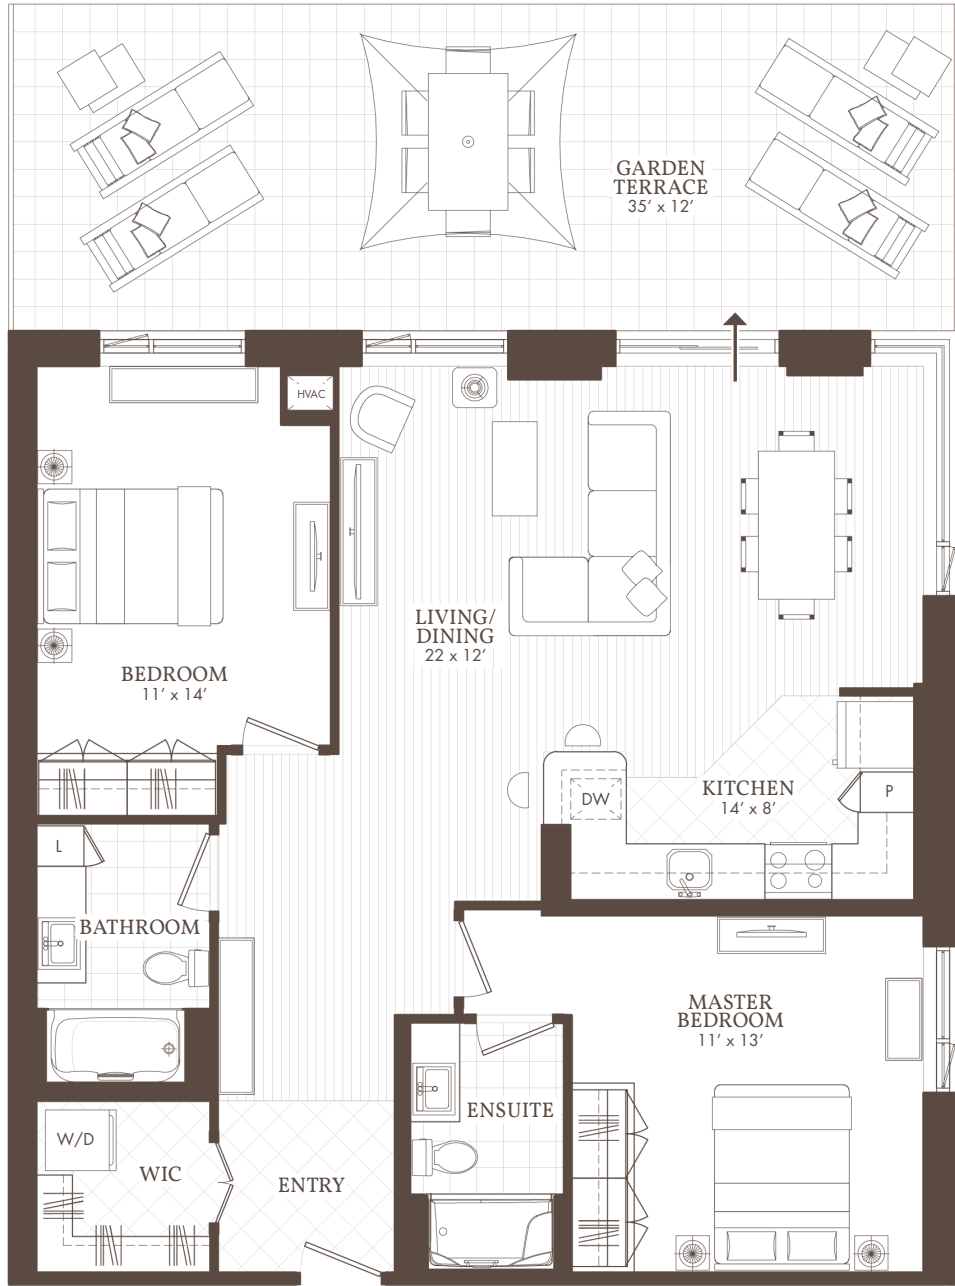 GARDEN
TERRACE
35’ x 12’
HVAC
LIVING/
DINING
22 x 12’
BEDROOM
11’ x 14’
KITCHEN
14’ x 8’
DW
P
L
BATHROOM
MASTER
BEDROOM
11’ x 13’
ENSUITE
W/D
WIC
ENTRY